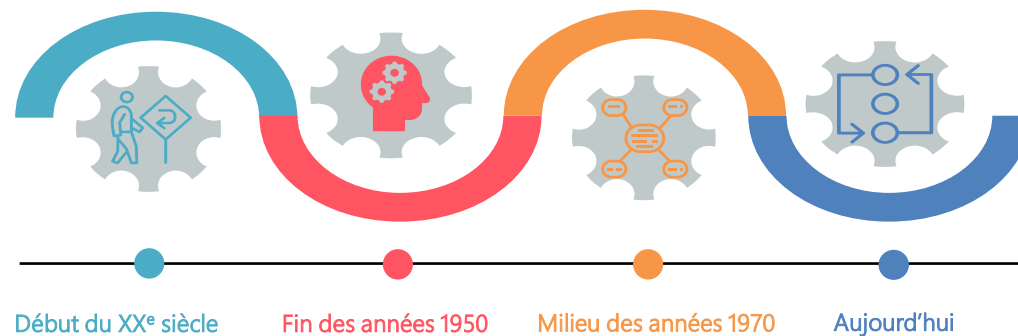 Début du XXᵉ siècle
Fin des années 1950
Milieu des années 1970
Aujourd'hui